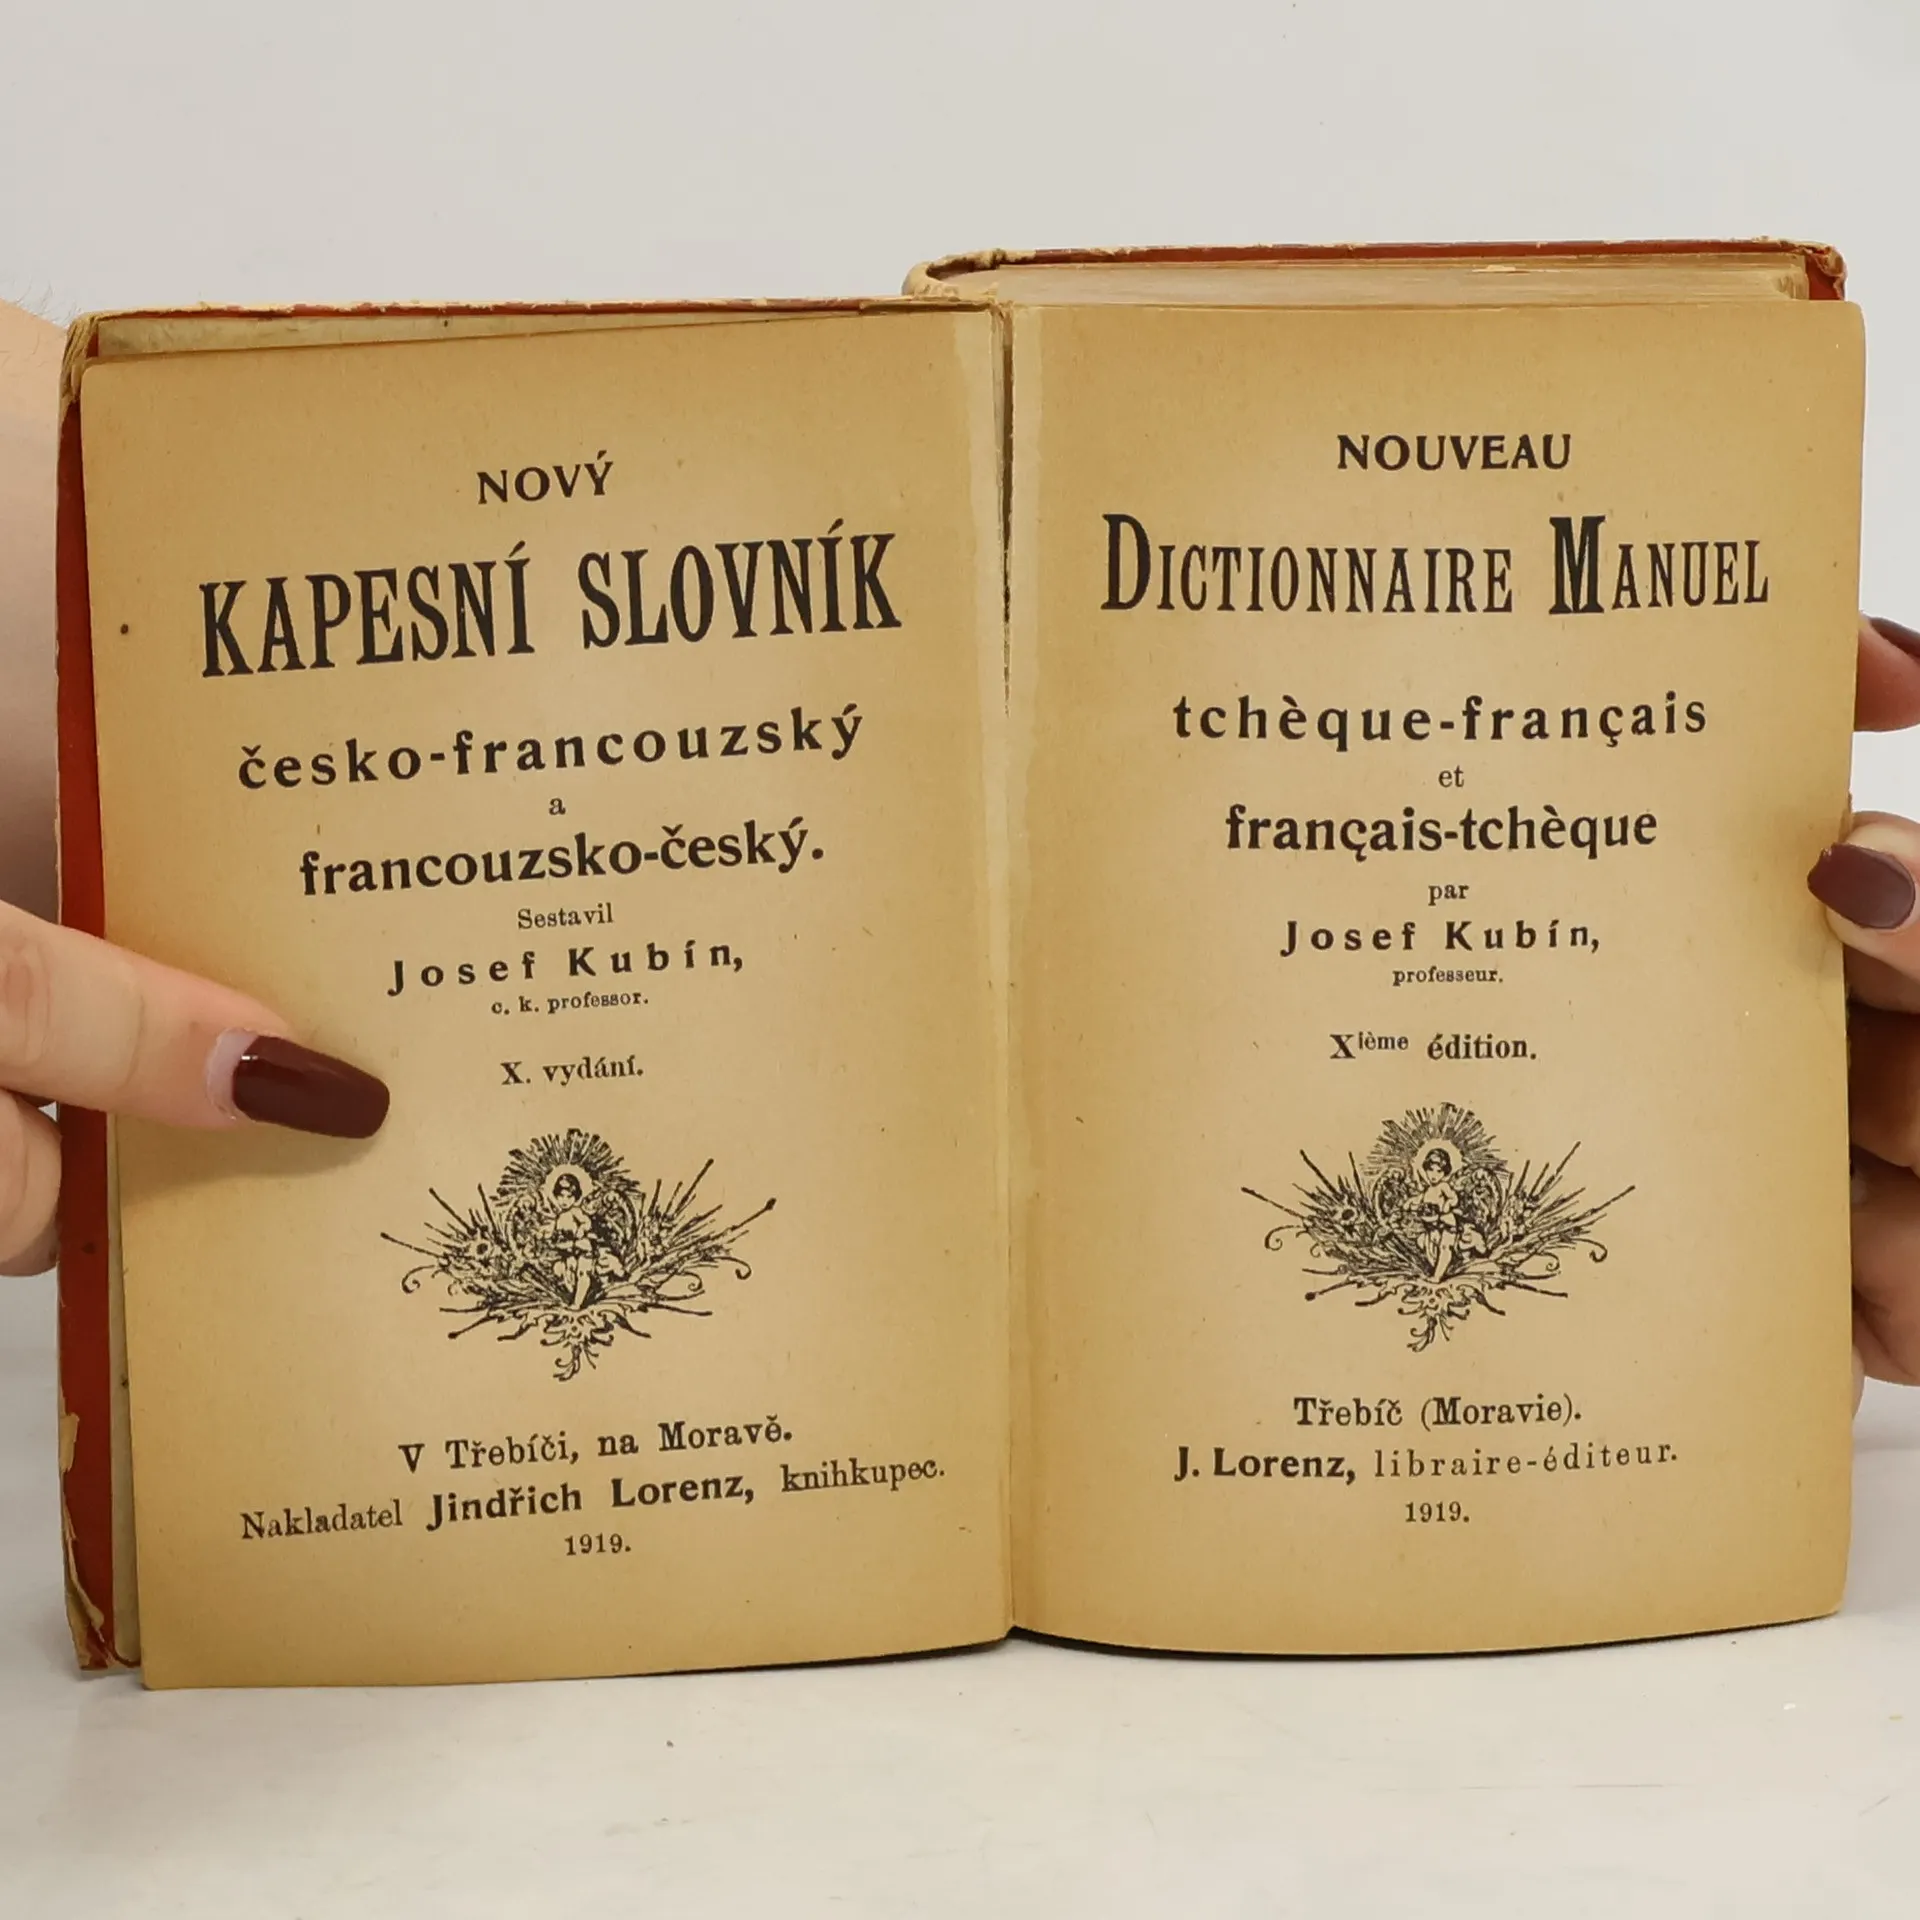 NOVÝ
KAPESNÍ SLOVNÍK
česko-francouzský
a
francouzsko-český.
Sestavil
Josef Kubín,
c. k. professor.
X. vydání.
V Třebíči, na Moravě.
Nakladatel Jindřich Lorenz, knihkupec.
1919.
NOUVEAU
DICTIONNAIRE MANUEL
tchèque-français
et
français-tchèque
par
Josef Kubín,
professeur.
Xième édition.
Třebíč (Moravie).
J. Lorenz, libraire-éditeur.
1919.